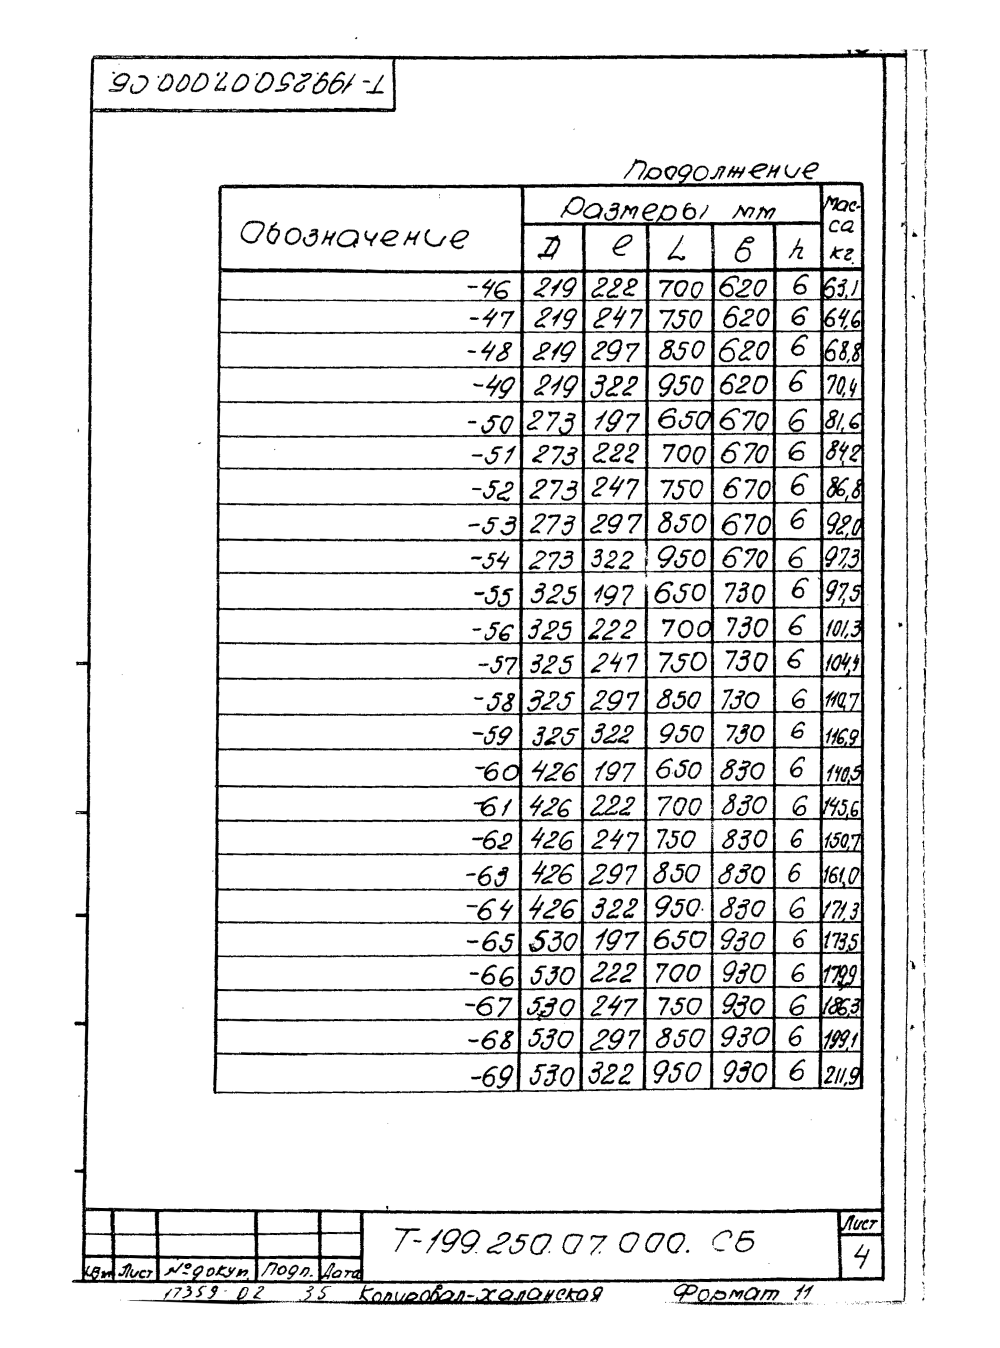 Т-199.250.07.000.СБ
Продолжение
Обозначение Размеры мм Мас-са кг.
Д ℓ L в h
-46 219 222 700 620 6 63,1
-47 219 247 750 620 6 64,6
-48 219 297 850 620 6 68,8
-49 219 322 950 620 6 70,4
-50 273 197 650 670 6 81,6
-51 273 222 700 670 6 84,2
-52 273 247 750 670 6 86,8
-53 273 297 850 670 6 92,0
-54 273 322 950 670 6 97,3
-55 325 197 650 730 6 97,5
-56 325 222 700 730 6 101,3
-57 325 247 750 730 6 104,4
-58 325 297 850 730 6 110,7
-59 325 322 950 730 6 116,9
-60 426 197 650 830 6 140,5
-61 426 222 700 830 6 145,6
-62 426 247 750 830 6 150,7
-63 426 297 850 830 6 161,0
-64 426 322 950 830 6 171,3
-65 530 197 650 930 6 173,5
-66 530 222 700 930 6 179,9
-67 530 247 750 930 6 186,3
-68 530 297 850 930 6 199,1
-69 530 322 950 930 6 211,9
Т-199.250.07.000. СБ
Лист
4
Лист № докум. Подп. Дата
17359-02 35 Копировал-Халанская Формат 11